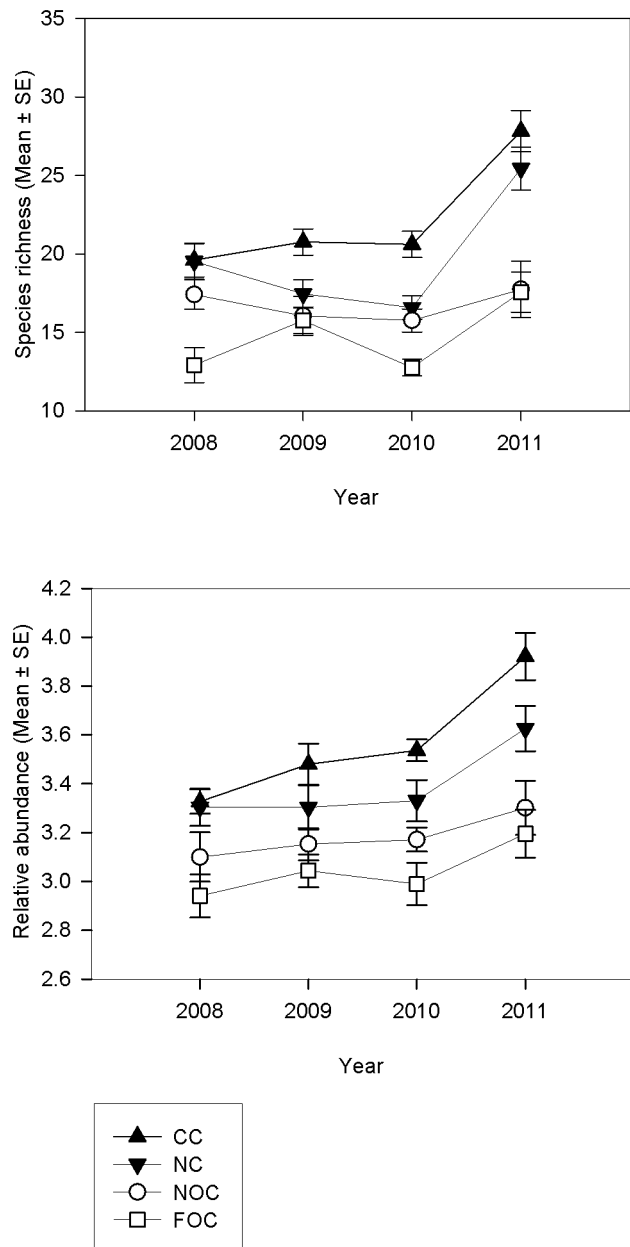 35
30
25
20
15
10
Species richness (Mean ± SE)
2008 2009 2010 2011
Year
4.2
4.0
3.8
3.6
3.4
3.2
3.0
2.8
2.6
Relative abundance (Mean ± SE)
2008 2009 2010 2011
Year
CC
NC
NOC
FOC